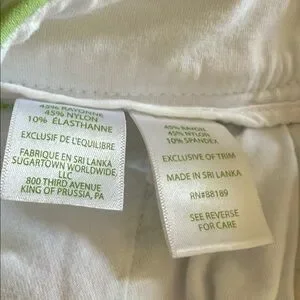 45% RAYONNE
45% NYLON
10% ÉLASTHANNE
EXCLUSIF DE L'EQUILIBRE
FABRIQUE EN SRI LANKA
SUGARTOWN WORLDWIDE,
LLC
800 THIRD AVENUE
KING OF PRUSSIA, PA
45% RAYON
45% NYLON
10% SPANDEX
EXCLUSIVE OF TRIM
MADE IN SRI LANKA
RN#88189
SEE REVERSE
FOR CARE